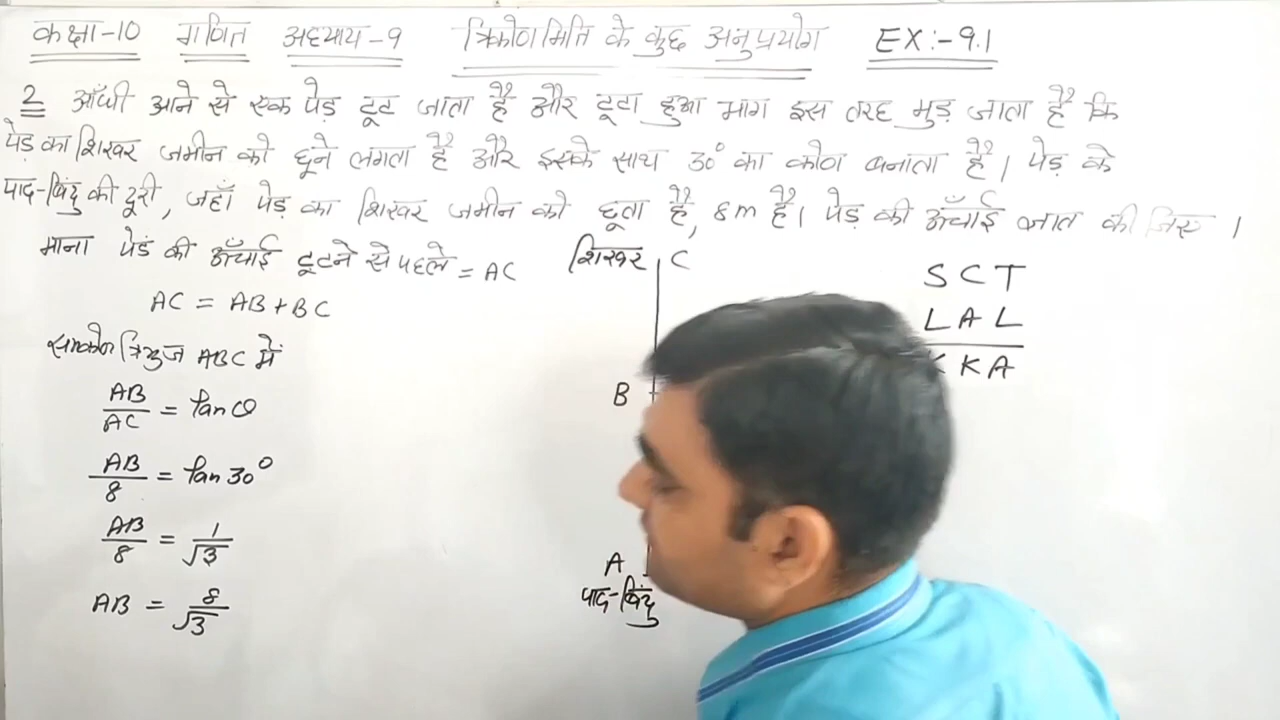 कक्षा-10 गणित अध्याय-9 त्रिकोणमिति के कुछ अनुप्रयोग EX:-9.1
2 आँधी आने से एक पेड़ टूट जाता है और टूटा हुआ भाग इस तरह मुड़ जाता है कि
पेड़ का शिखर जमीन को छूने लगता है और इसके साथ 30° का कोण बनाता है। पेड़ के
पाद-बिंदु की दूरी, जहाँ पेड़ का शिखर जमीन को छूता है, 8m है। पेड़ की ऊँचाई ज्ञात कीजिए।
माना पेड़ की ऊँचाई टूटने से पहले = AC
AC = AB + BC
समकोण त्रिभुज ABC में
AB/AC = tan θ
AB/8 = tan 30°
AB/8 = 1/√3
AB = 8/√3
शिखर C
B
A
पाद-बिंदु
S C T
L A L
K K A